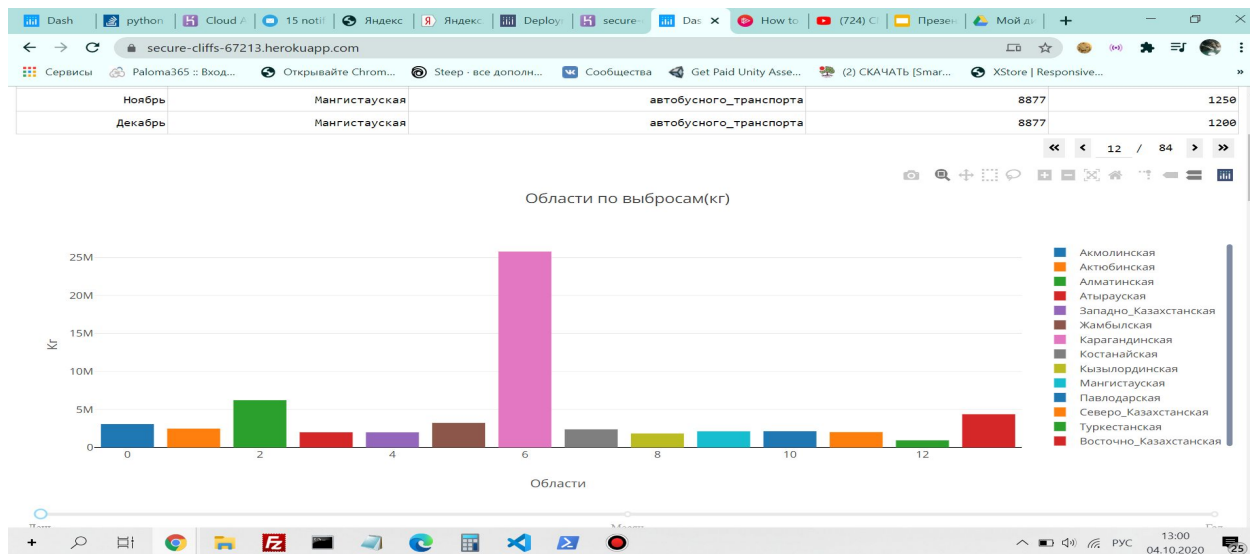 Dash
python
Cloud A
15 notif
Яндекс
Яндекс
Deploy
secure-
Das
How to
(724) C
Презен
Мой ди
secure-cliffs-67213.herokuapp.com
Сервисы
Paloma365 :: Вход...
Открывайте Chrom...
Steep - все дополн...
Сообщества
Get Paid Unity Asse...
(2) СКАЧАТЬ [Smar...
XStore | Responsive...
»
Ноябрь Мангистауская автобусного_транспорта 8877 1250
Декабрь Мангистауская автобусного_транспорта 8877 1200
<< < 12 / 84 > >>
Области по выбросам(кг)
25M
20M
15M
10M
5M
0
Кг
0 2 4 6 8 10 12
Области
Акмолинская
Актюбинская
Алматинская
Атырауская
Западно_Казахстанская
Жамбылская
Карагандинская
Костанайская
Кызылординская
Мангистауская
Павлодарская
Северо_Казахстанская
Туркестанская
Восточно_Казахстанская
РУС
13:00
04.10.2020
25